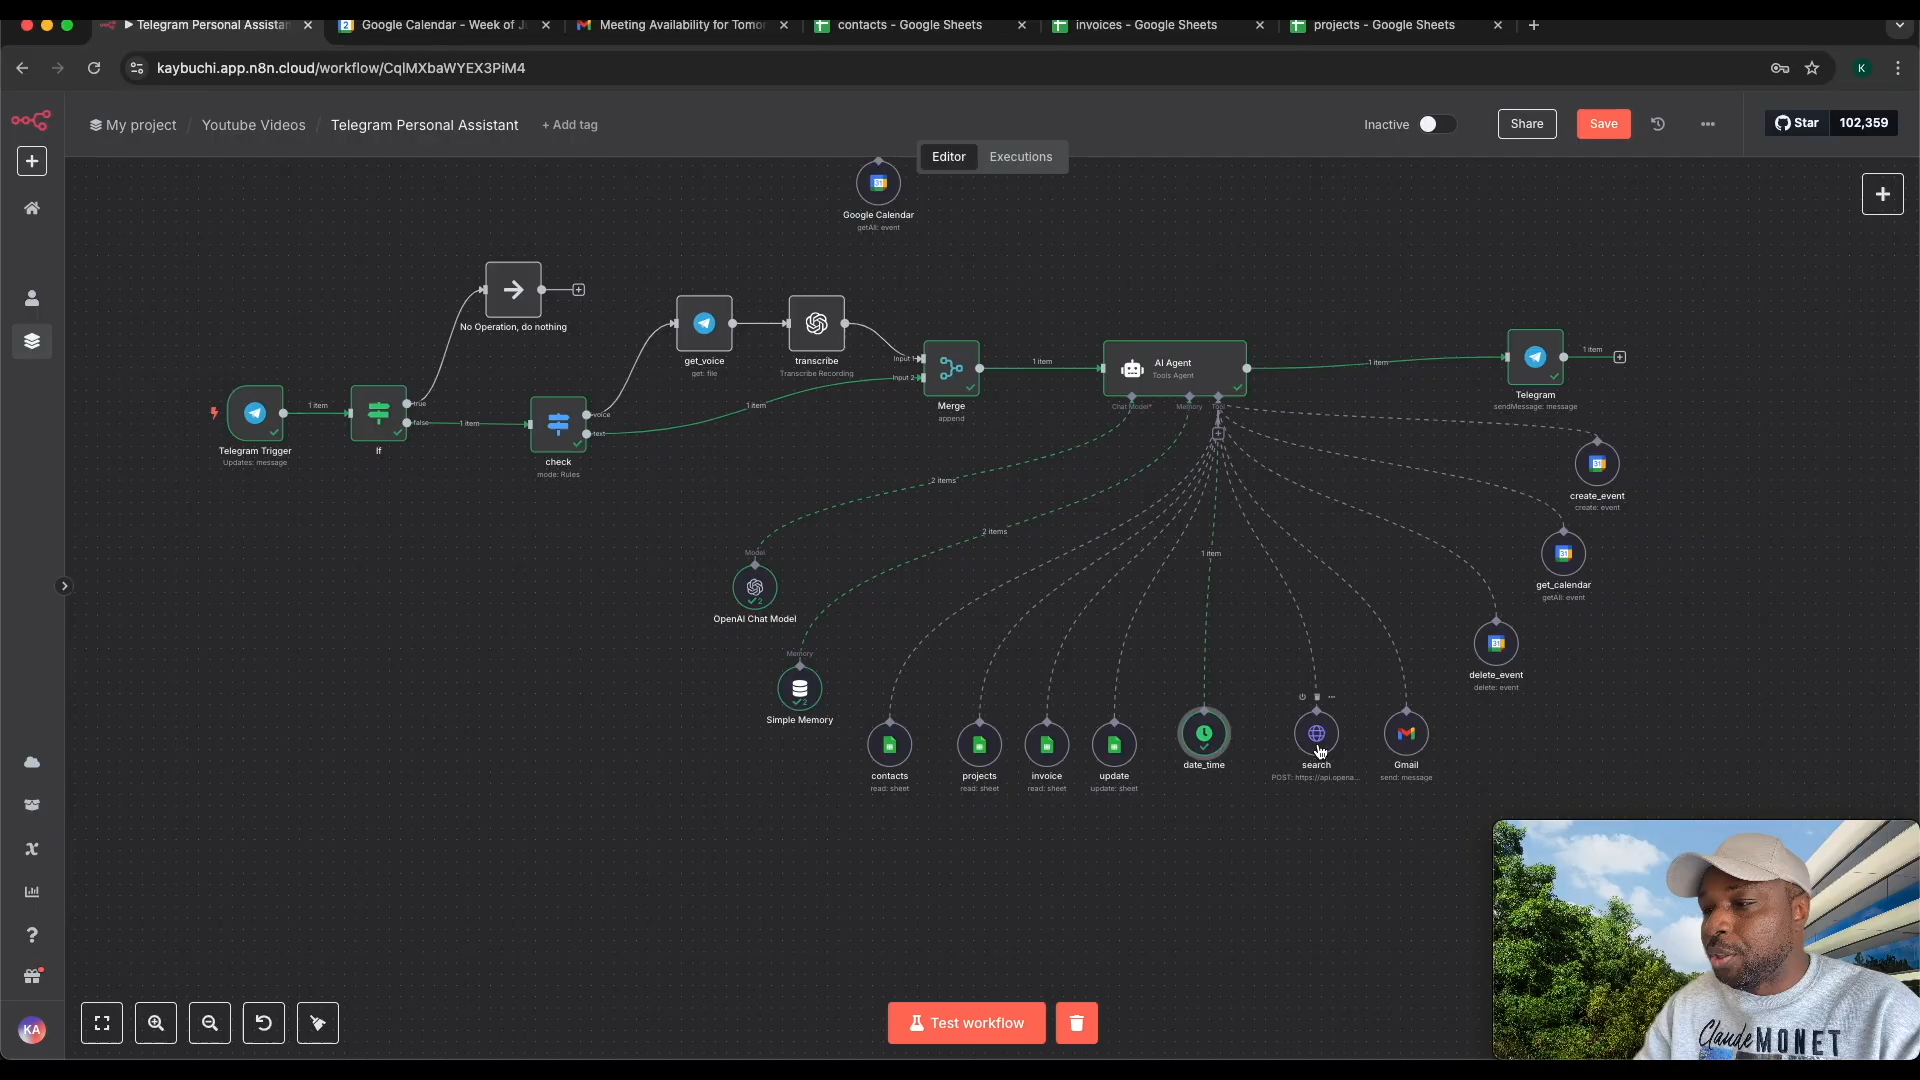 Telegram Personal Assistan
Google Calendar - Week of J
Meeting Availability for Tomo
contacts - Google Sheets
invoices - Google Sheets
projects - Google Sheets
kaybuchi.app.n8n.cloud/workflow/CqlMXbaWYEX3PiM4
K
My project / Youtube Videos / Telegram Personal Assistant + Add tag
Inactive
Share
Save
Star 102,359
Editor Executions
Google Calendar
getAll: event
No Operation, do nothing
get_voice
get: file
transcribe
Transcribe Recording
Input 1
Input 2
Merge
append
1 item
AI Agent
Tools Agent
Chat Model*
Memory
Tool
1 item
1 item
Telegram
sendMessage: message
Telegram Trigger
Updates: message
1 item
If
true
false
1 item
check
mode: Rules
voice
text
1 item
create_event
create: event
get_calendar
getAll: event
delete_event
delete: event
2 items
2 items
1 item
Model
OpenAI Chat Model
2
Memory
Simple Memory
2
contacts
read: sheet
projects
read: sheet
invoice
read: sheet
update
update: sheet
date_time
search
POST: https://api.opena...
Gmail
send: message
Test workflow
KA
Claude MONET